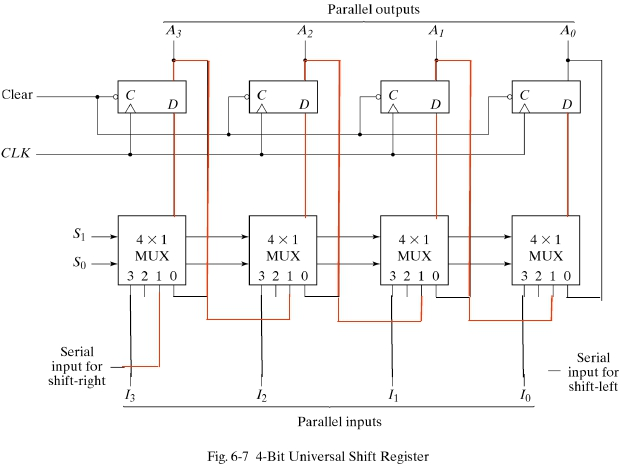 Parallel outputs
A3 A2 A1 A0
Clear
C C C C
D D D D
CLK
S1
S0
4 × 1 4 × 1 4 × 1 4 × 1
MUX MUX MUX MUX
3 2 1 0 3 2 1 0 3 2 1 0 3 2 1 0
Serial
input for
shift-right
Serial
input for
shift-left
I3 I2 I1 I0
Parallel inputs
Fig. 6-7 4-Bit Universal Shift Register